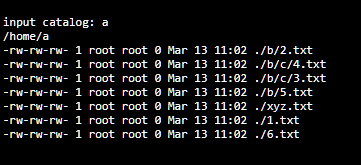 input catalog: a
/home/a
-rw-rw-rw- 1 root root 0 Mar 13 11:02 ./b/2.txt
-rw-rw-rw- 1 root root 0 Mar 13 11:02 ./b/c/4.txt
-rw-rw-rw- 1 root root 0 Mar 13 11:02 ./b/c/3.txt
-rw-rw-rw- 1 root root 0 Mar 13 11:02 ./b/5.txt
-rw-rw-rw- 1 root root 0 Mar 13 11:02 ./xyz.txt
-rw-rw-rw- 1 root root 0 Mar 13 11:02 ./1.txt
-rw-rw-rw- 1 root root 0 Mar 13 11:02 ./6.txt